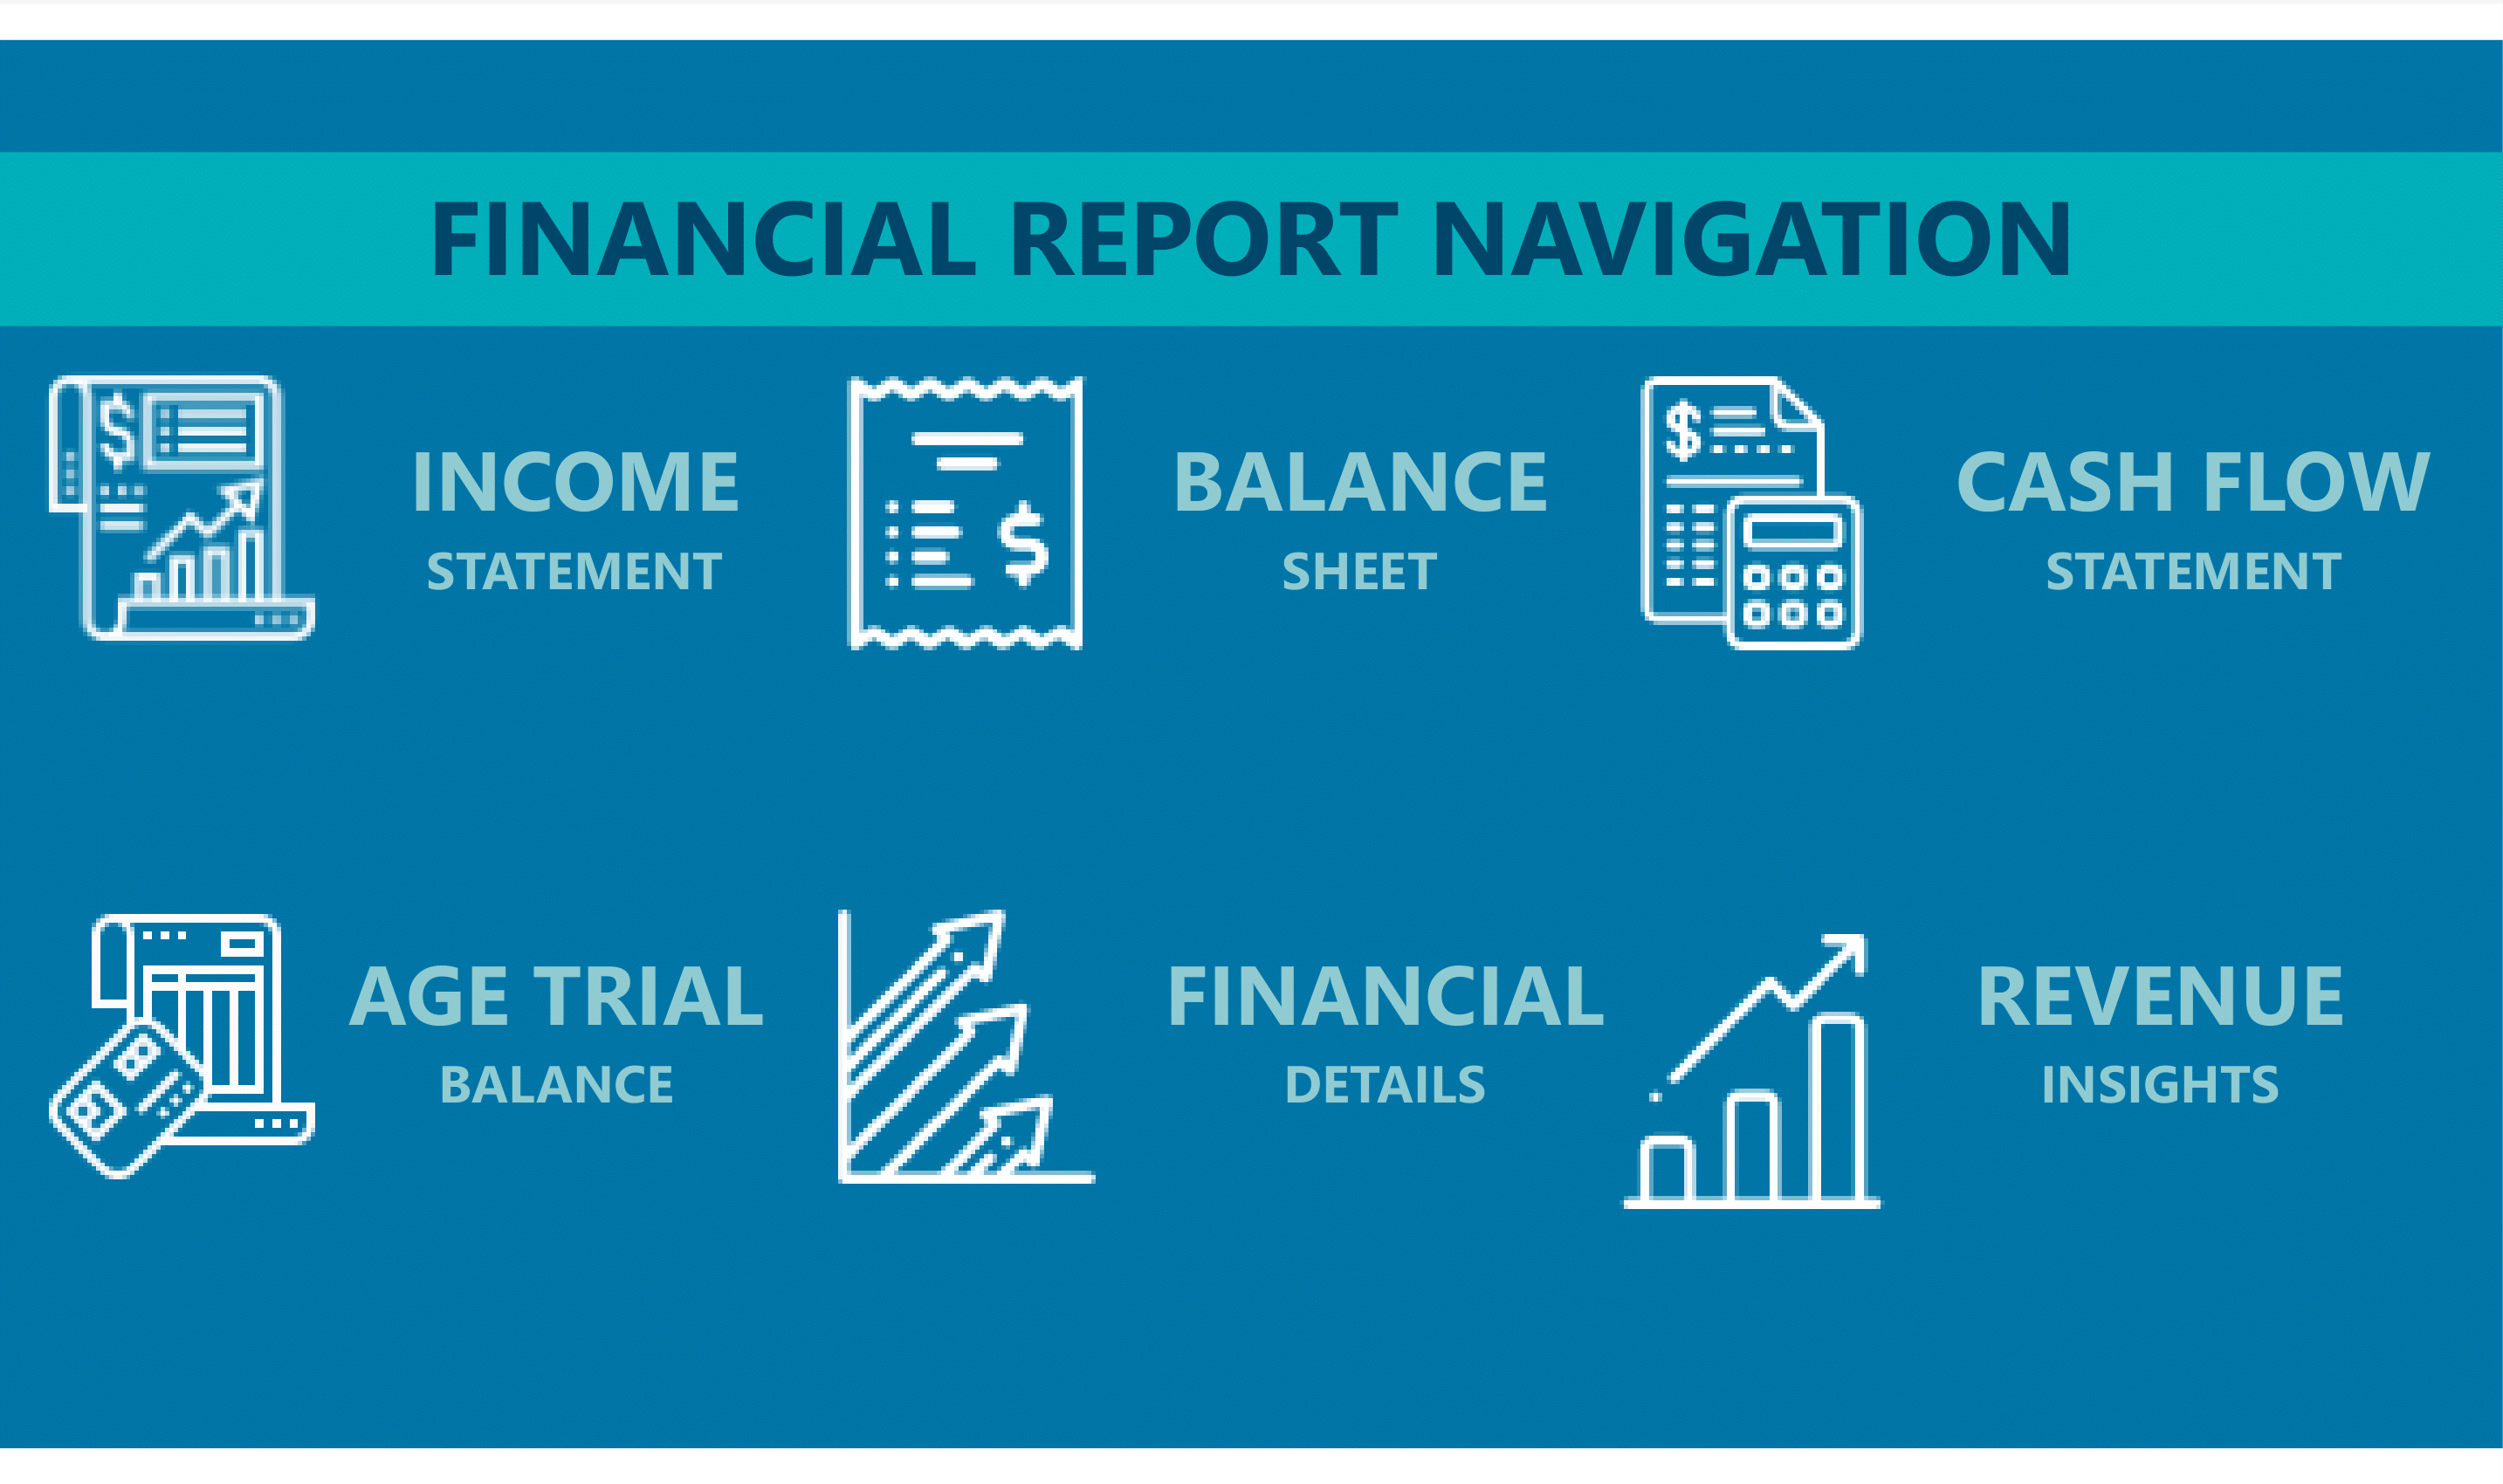 FINANCIAL REPORT NAVIGATION
INCOME
STATEMENT
BALANCE
SHEET
CASH FLOW
STATEMENT
AGE TRIAL
BALANCE
FINANCIAL
DETAILS
REVENUE
INSIGHTS